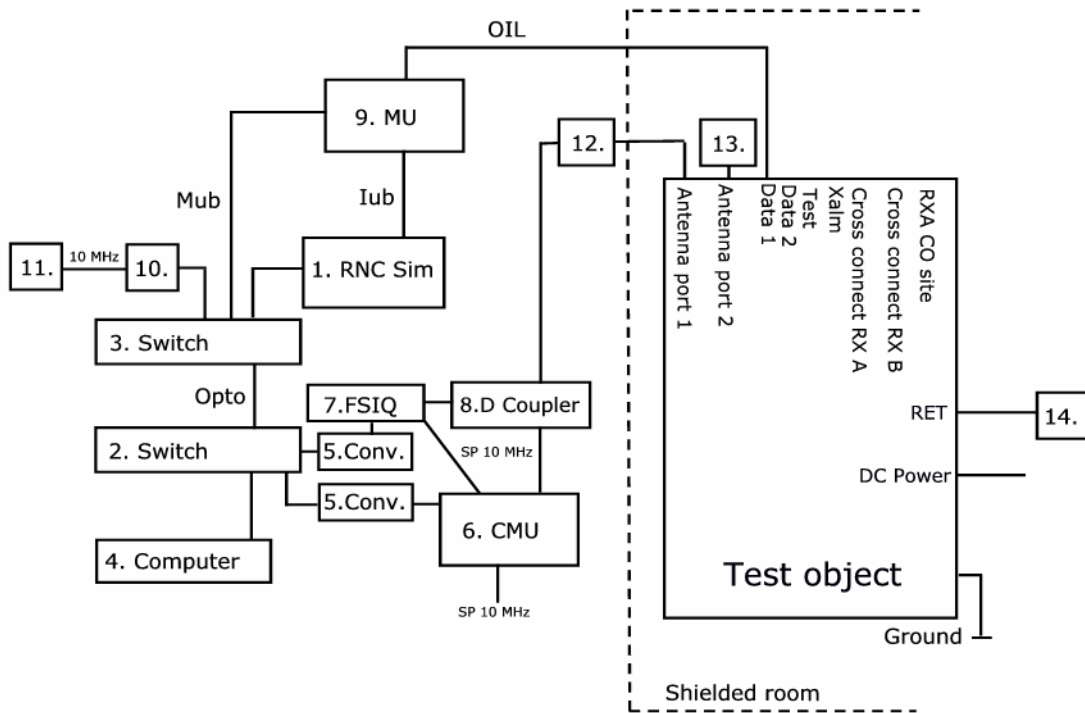 OIL
9. MU
12.
13.
Mub
Iub
11.
10 MHz
10.
1. RNC Sim
3. Switch
Opto
7.FSIQ
8.D Coupler
2. Switch
5.Conv.
SP 10 MHz
5.Conv.
6. CMU
4. Computer
SP 10 MHz
Antenna port 1
Antenna port 2
Data 1
Data 2
Test
Xalm
Cross connect RX A
Cross connect RX B
RXA CO site
RET
14.
DC Power
Test object
Ground
Shielded room